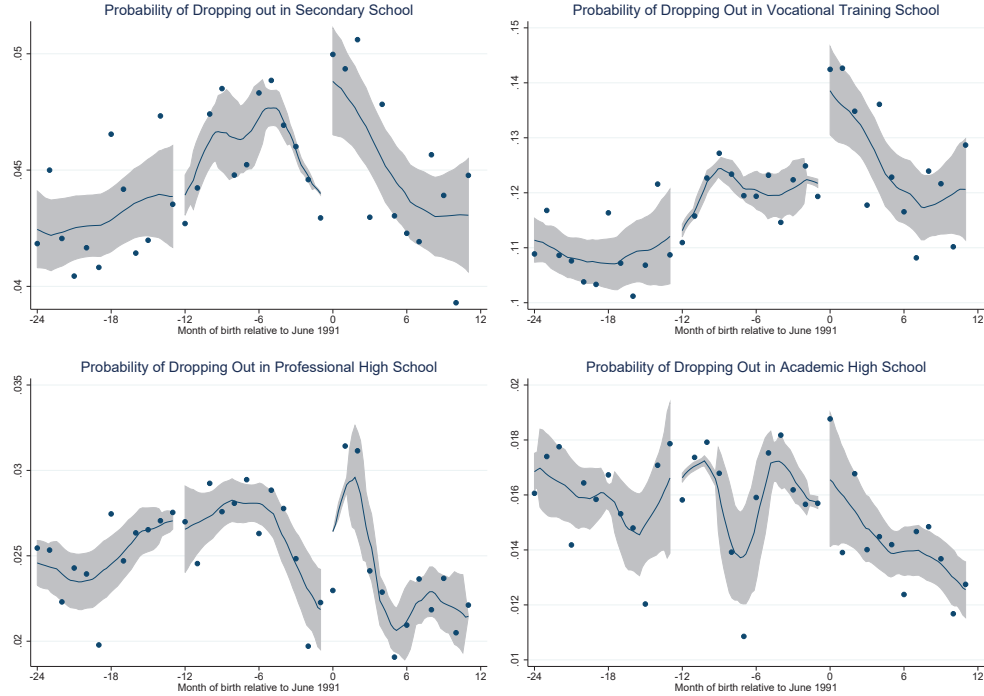 Probability of Dropping out in Secondary School
.05
.045
.04
-24 -18 -12 -6 0 6 12
Month of birth relative to June 1991
Probability of Dropping Out in Vocational Training School
.15
.14
.13
.12
.11
.1
-24 -18 -12 -6 0 6 12
Month of birth relative to June 1991
Probability of Dropping Out in Professional High School
.035
.03
.025
.02
-24 -18 -12 -6 0 6 12
Month of birth relative to June 1991
Probability of Dropping Out in Academic High School
.02
.018
.016
.014
.012
.01
-24 -18 -12 -6 0 6 12
Month of birth relative to June 1991